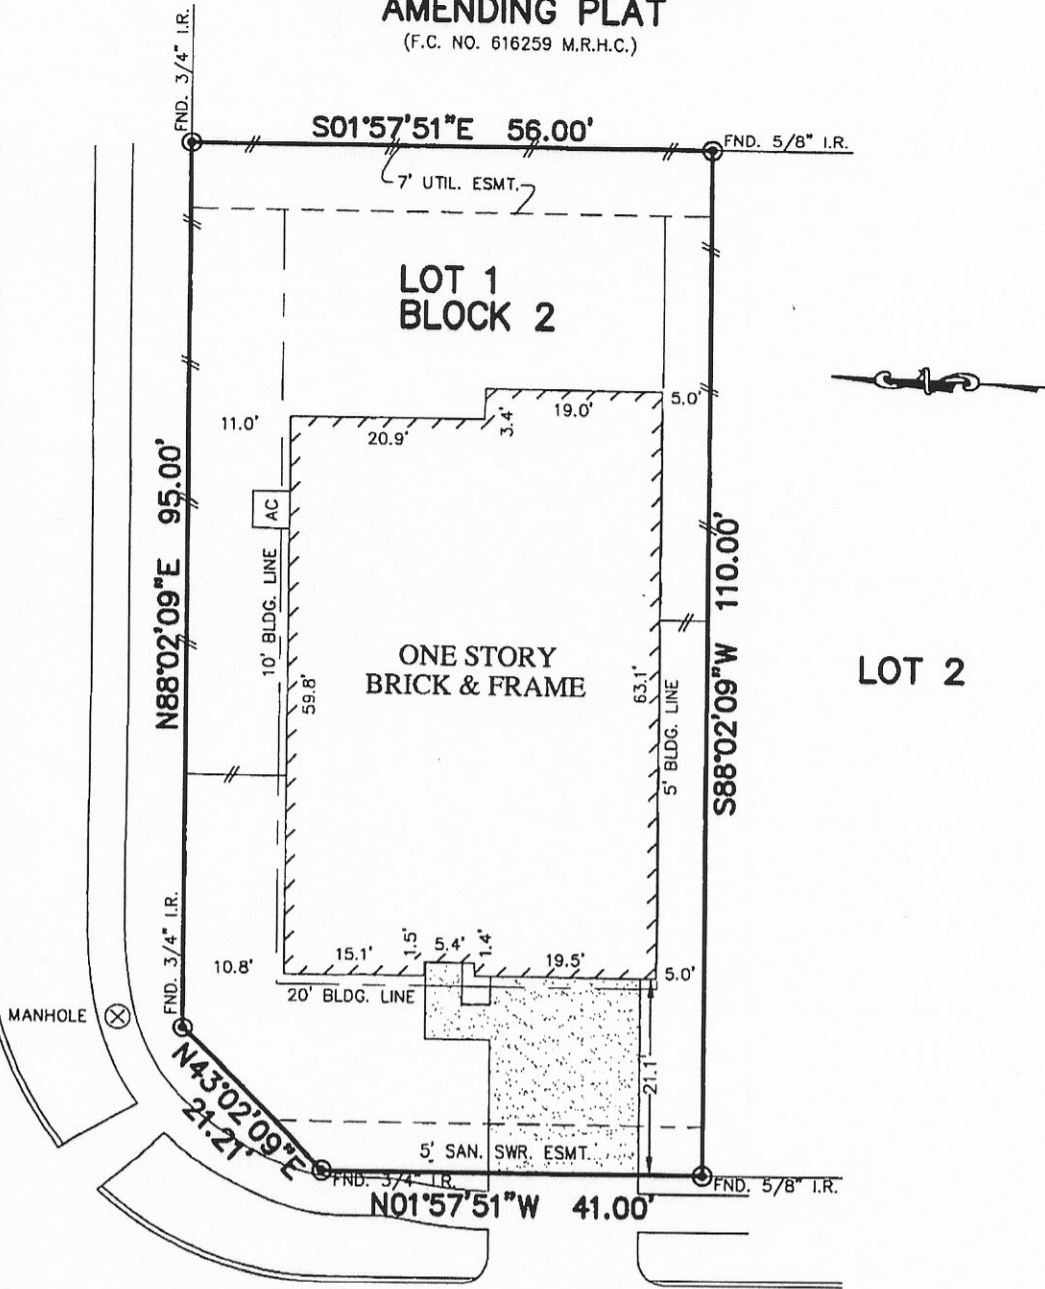 AMENDING PLAT
(F.C. NO. 616259 M.R.H.C.)
FND. 3/4" I.R.
S01°57'51"E 56.00'
FND. 5/8" I.R.
7' UTIL. ESMT.
LOT 1
BLOCK 2
11.0'
20.9'
3.4'
19.0'
5.0'
AC
N88°02'09"E 95.00'
10' BLDG. LINE
59.8'
ONE STORY
BRICK & FRAME
63.1'
5' BLDG. LINE
S88°02'09"W 110.00'
LOT 2
FND. 3/4" I.R.
10.8'
15.1'
1.5'
5.4'
1.4'
19.5'
5.0'
20' BLDG. LINE
MANHOLE
N43°02'09"E
21.21'
21.1'
5' SAN. SWR. ESMT.
FND. 3/4" I.R.
FND. 5/8" I.R.
N01°57'51"W 41.00'